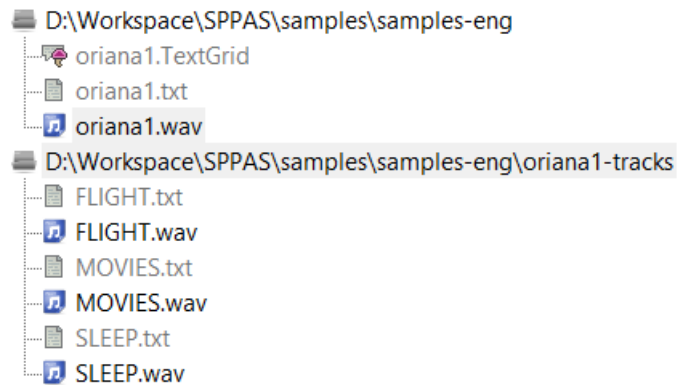 D:\Workspace\SPPAS\samples\samples-eng
oriana1.TextGrid
oriana1.txt
oriana1.wav
D:\Workspace\SPPAS\samples\samples-eng\oriana1-tracks
FLIGHT.txt
FLIGHT.wav
MOVIES.txt
MOVIES.wav
SLEEP.txt
SLEEP.wav